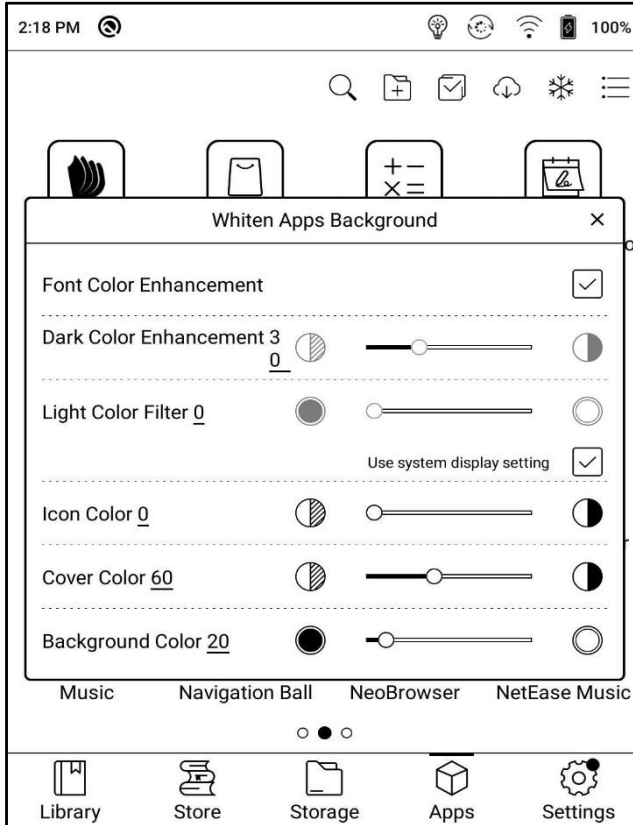 2:18 PM
100%
Whiten Apps Background
Font Color Enhancement
Dark Color Enhancement 3
0
Light Color Filter 0
Use system display setting
Icon Color 0
Cover Color 60
Background Color 20
Music Navigation Ball NeoBrowser NetEase Music
Library Store Storage Apps Settings